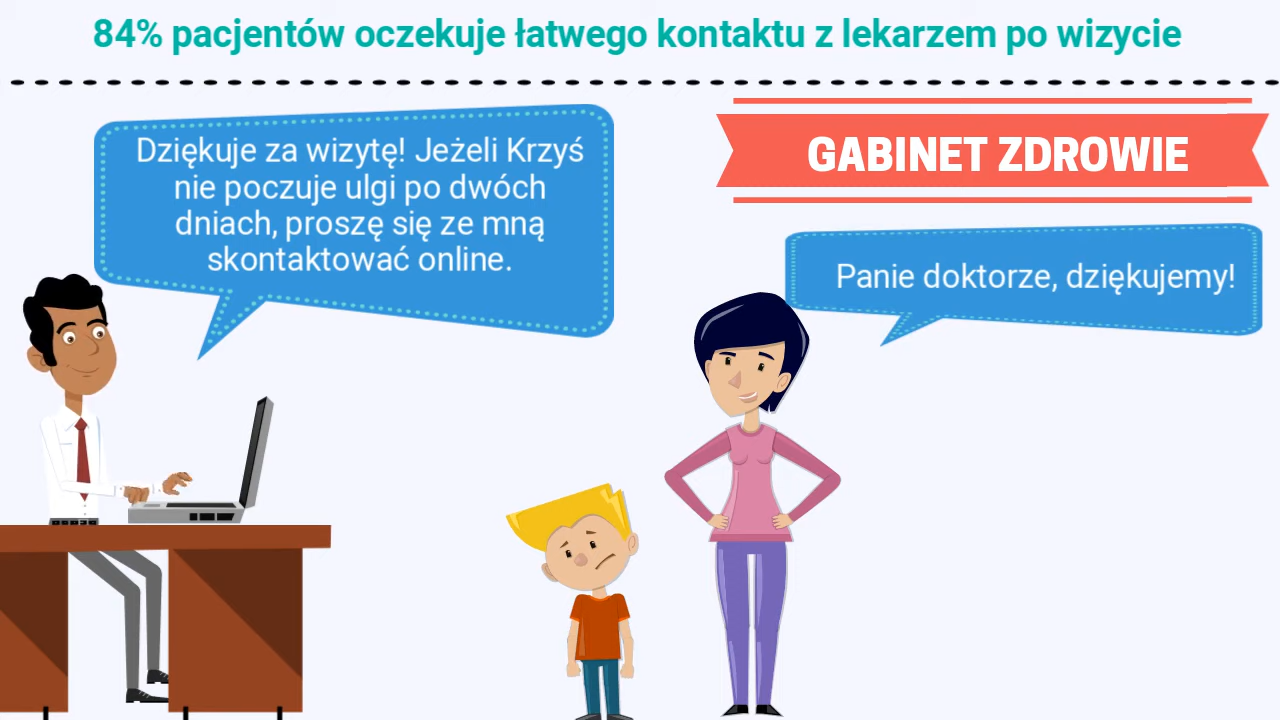 84% pacjentów oczekuje łatwego kontaktu z lekarzem po wizycie
Dziękuje za wizytę! Jeżeli Krzyś
nie poczuje ulgi po dwóch
dniach, proszę się ze mną
skontaktować online.
GABINET ZDROWIE
Panie doktorze, dziękujemy!